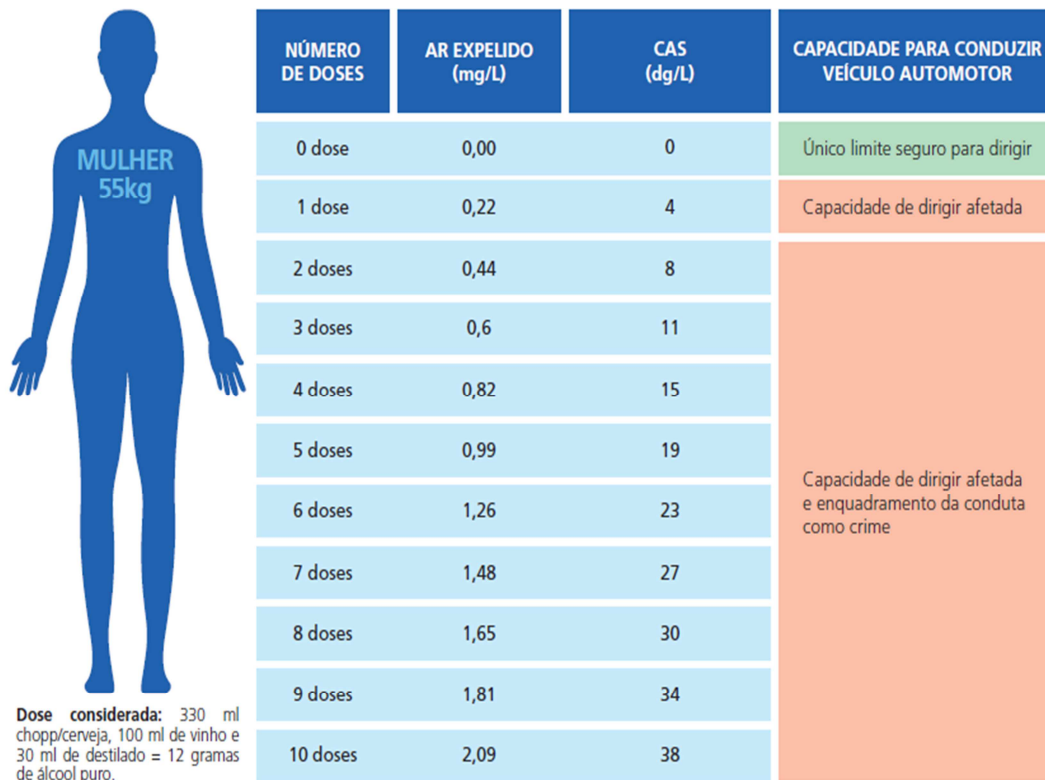 MULHER
55kg
Dose considerada: 330 ml
chopp/cerveja, 100 ml de vinho e
30 ml de destilado = 12 gramas
de álcool puro.
NÚMERO
DE DOSES
AR EXPELIDO
(mg/L)
CAS
(dg/L)
CAPACIDADE PARA CONDUZIR
VEÍCULO AUTOMOTOR
0 dose 0,00 0 Único limite seguro para dirigir
1 dose 0,22 4 Capacidade de dirigir afetada
2 doses 0,44 8
3 doses 0,6 11
4 doses 0,82 15
5 doses 0,99 19
6 doses 1,26 23
7 doses 1,48 27
8 doses 1,65 30
9 doses 1,81 34
10 doses 2,09 38
Capacidade de dirigir afetada
e enquadramento da conduta
como crime